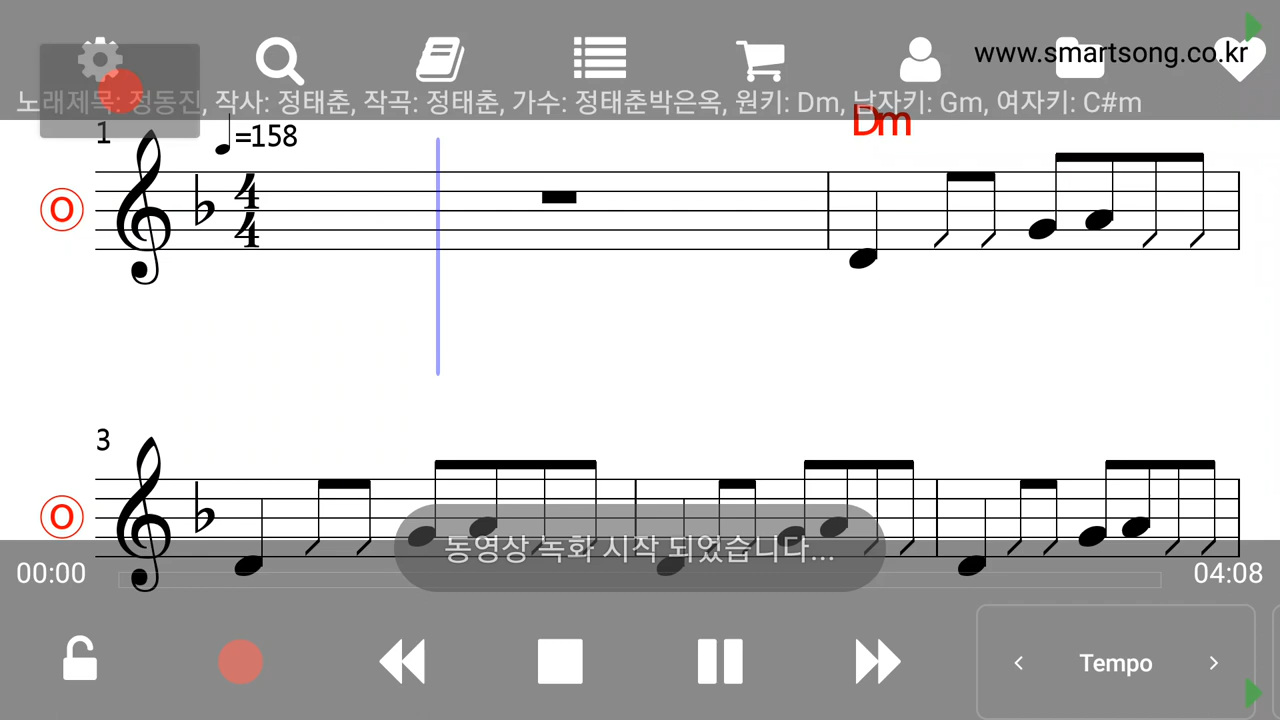 www.smartsong.co.kr
노래제목: 정동진, 작사: 정태춘, 작곡: 정태춘, 가수: 정태춘박은옥, 원키: Dm, 남자키: Gm, 여자키: C#m
1
=158
Dm
O
4
4
3
O
동영상 녹화 시작 되었습니다...
00:00
04:08
< Tempo >